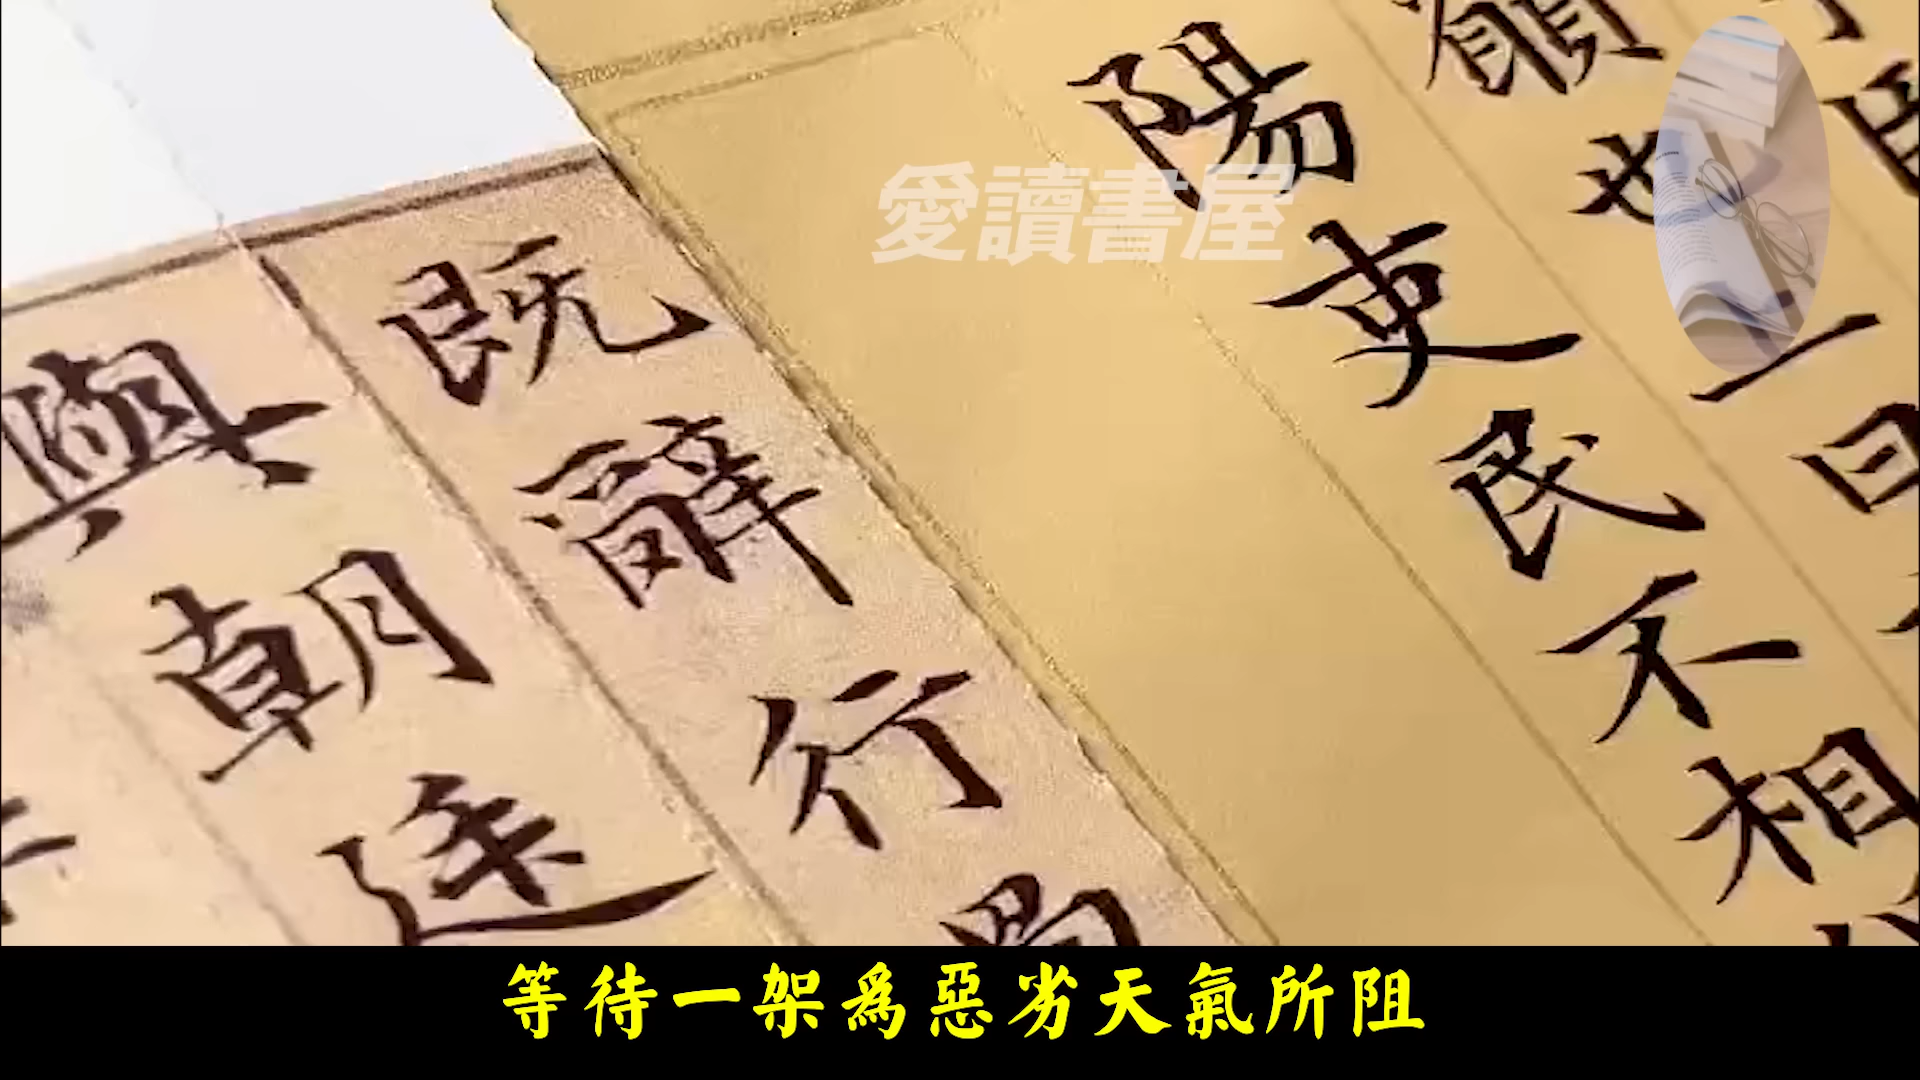 愛讀書屋
陽吏民不相
既辭行
與朝廷
等待一架爲惡劣天氣所阻